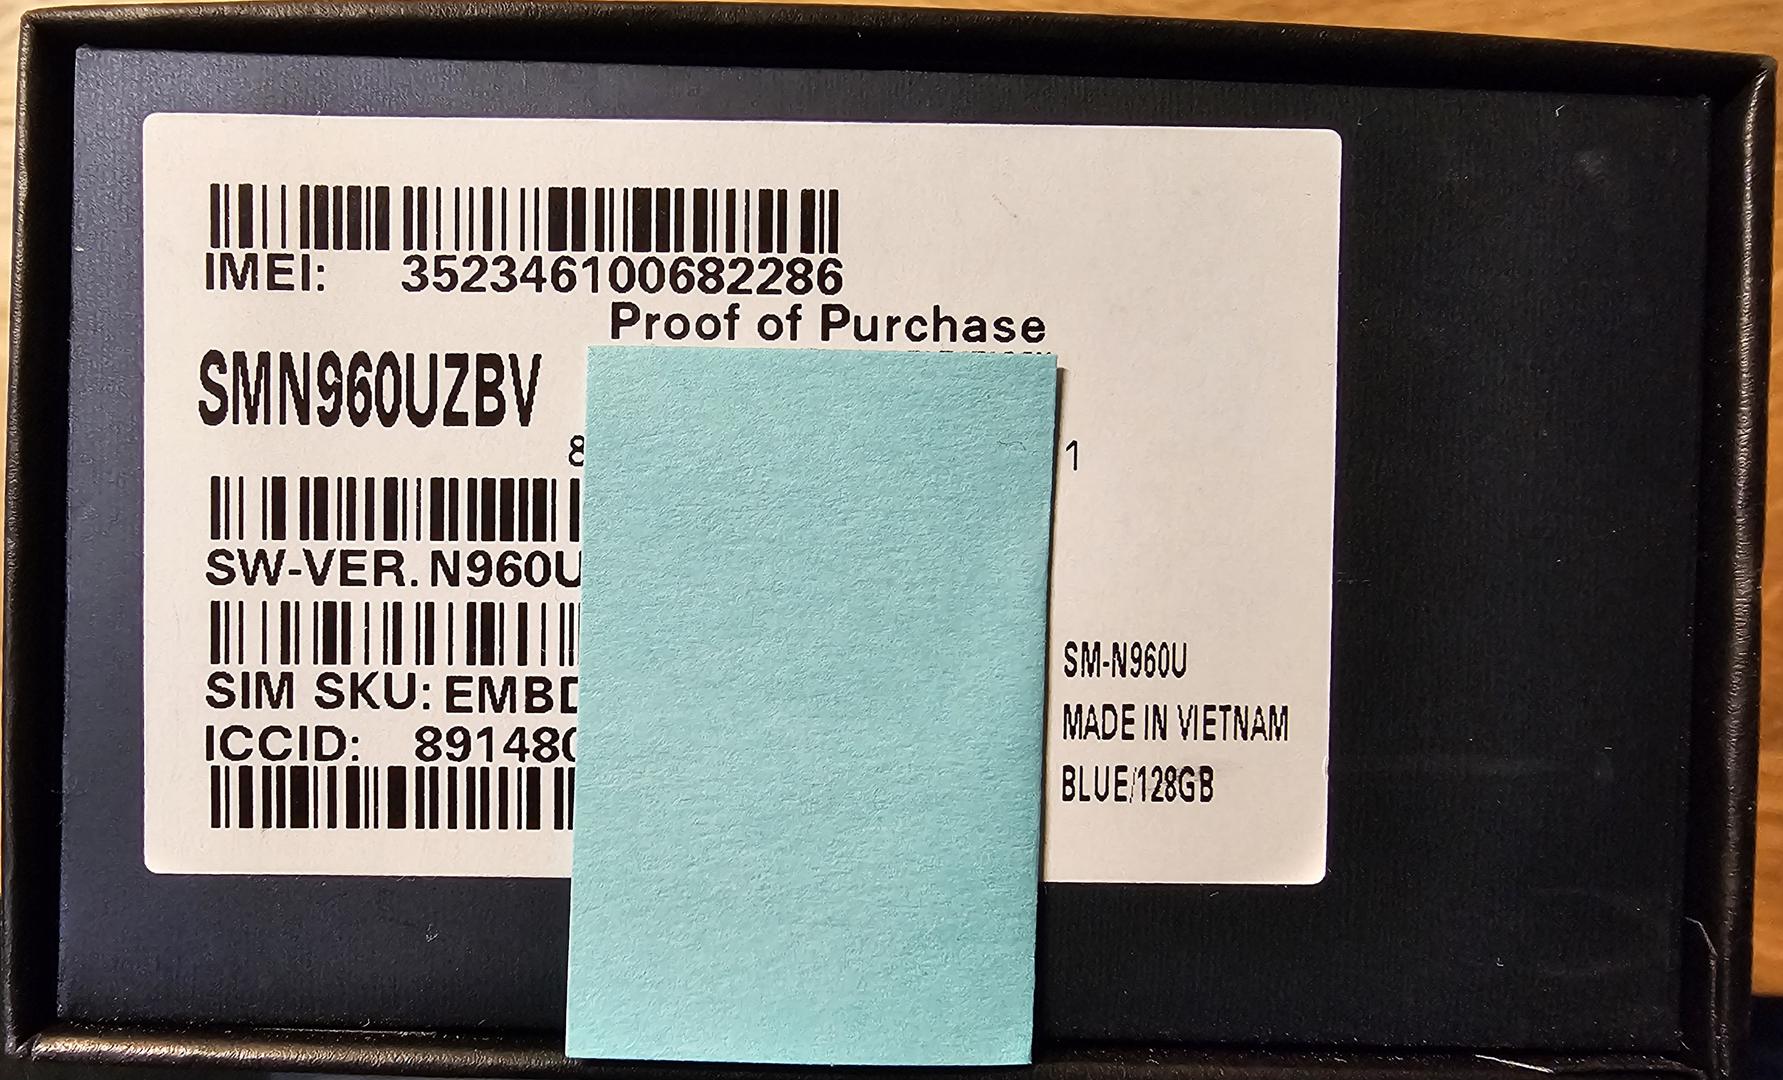 IMEI: 352346100682286
Proof of Purchase
SMN960UZBV
8 1
SW-VER. N960U
SIM SKU: EMBD
ICCID: 891480
SM-N960U
MADE IN VIETNAM
BLUE/128GB